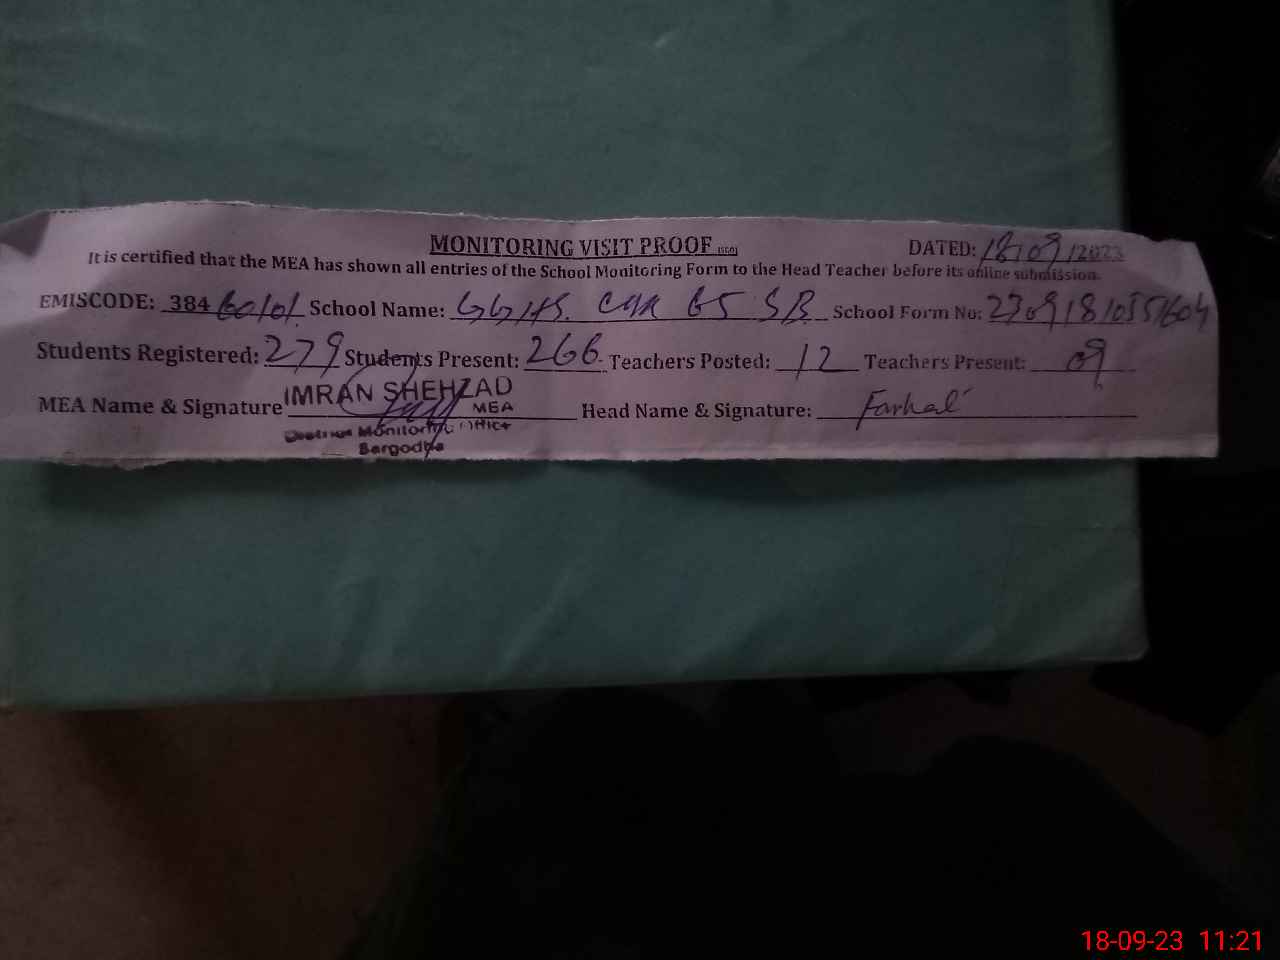 MONITORING VISIT PROOF DATED: 18/09/2023
It is certified that the MEA has shown all entries of the School Monitoring Form to the Head Teacher before its online submission.
EMISCODE: 38460101 School Name: GGHS. Chk 65 SB School Form No:
Students Registered: 279 Students Present: 266 Teachers Posted: 12 Teachers Present: 09
MEA Name & Signature IMRAN SHEHZAD Head Name & Signature: Farhat
MEA
District Monitoring Office
Sargodha
18-09-23 11:21